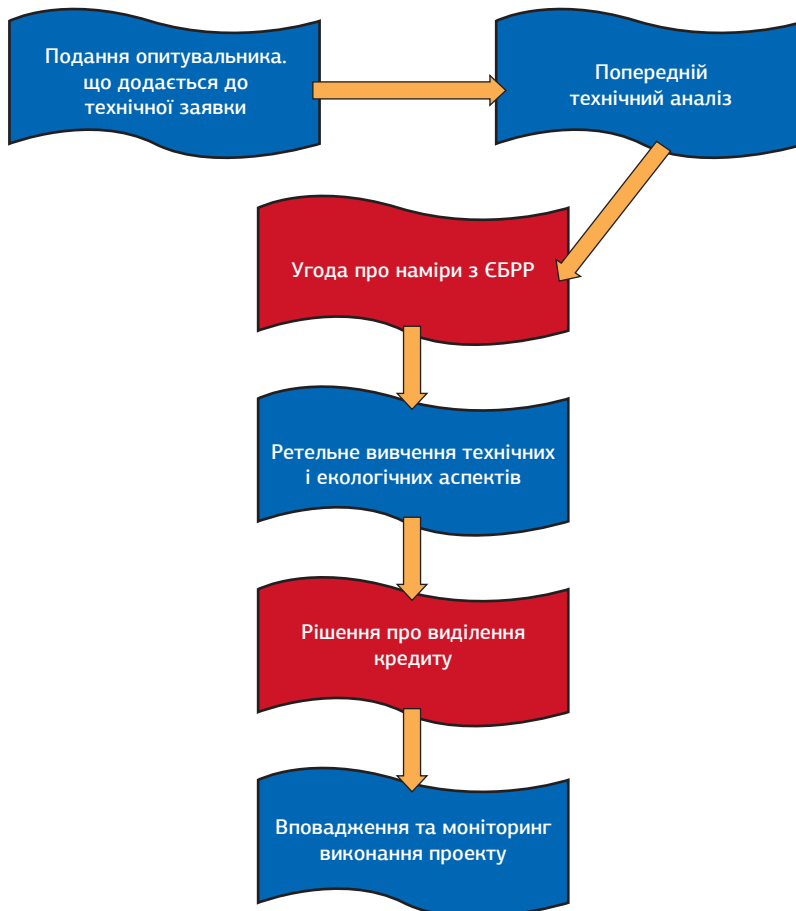 Подання опитувальника.
що додається до
технічної заявки
Попередній
технічний аналіз
Угода про наміри з ЄБРР
Ретельне вивчення технічних
і екологічних аспектів
Рішення про виділення
кредиту
Вповадження та моніторинг
виконання проекту